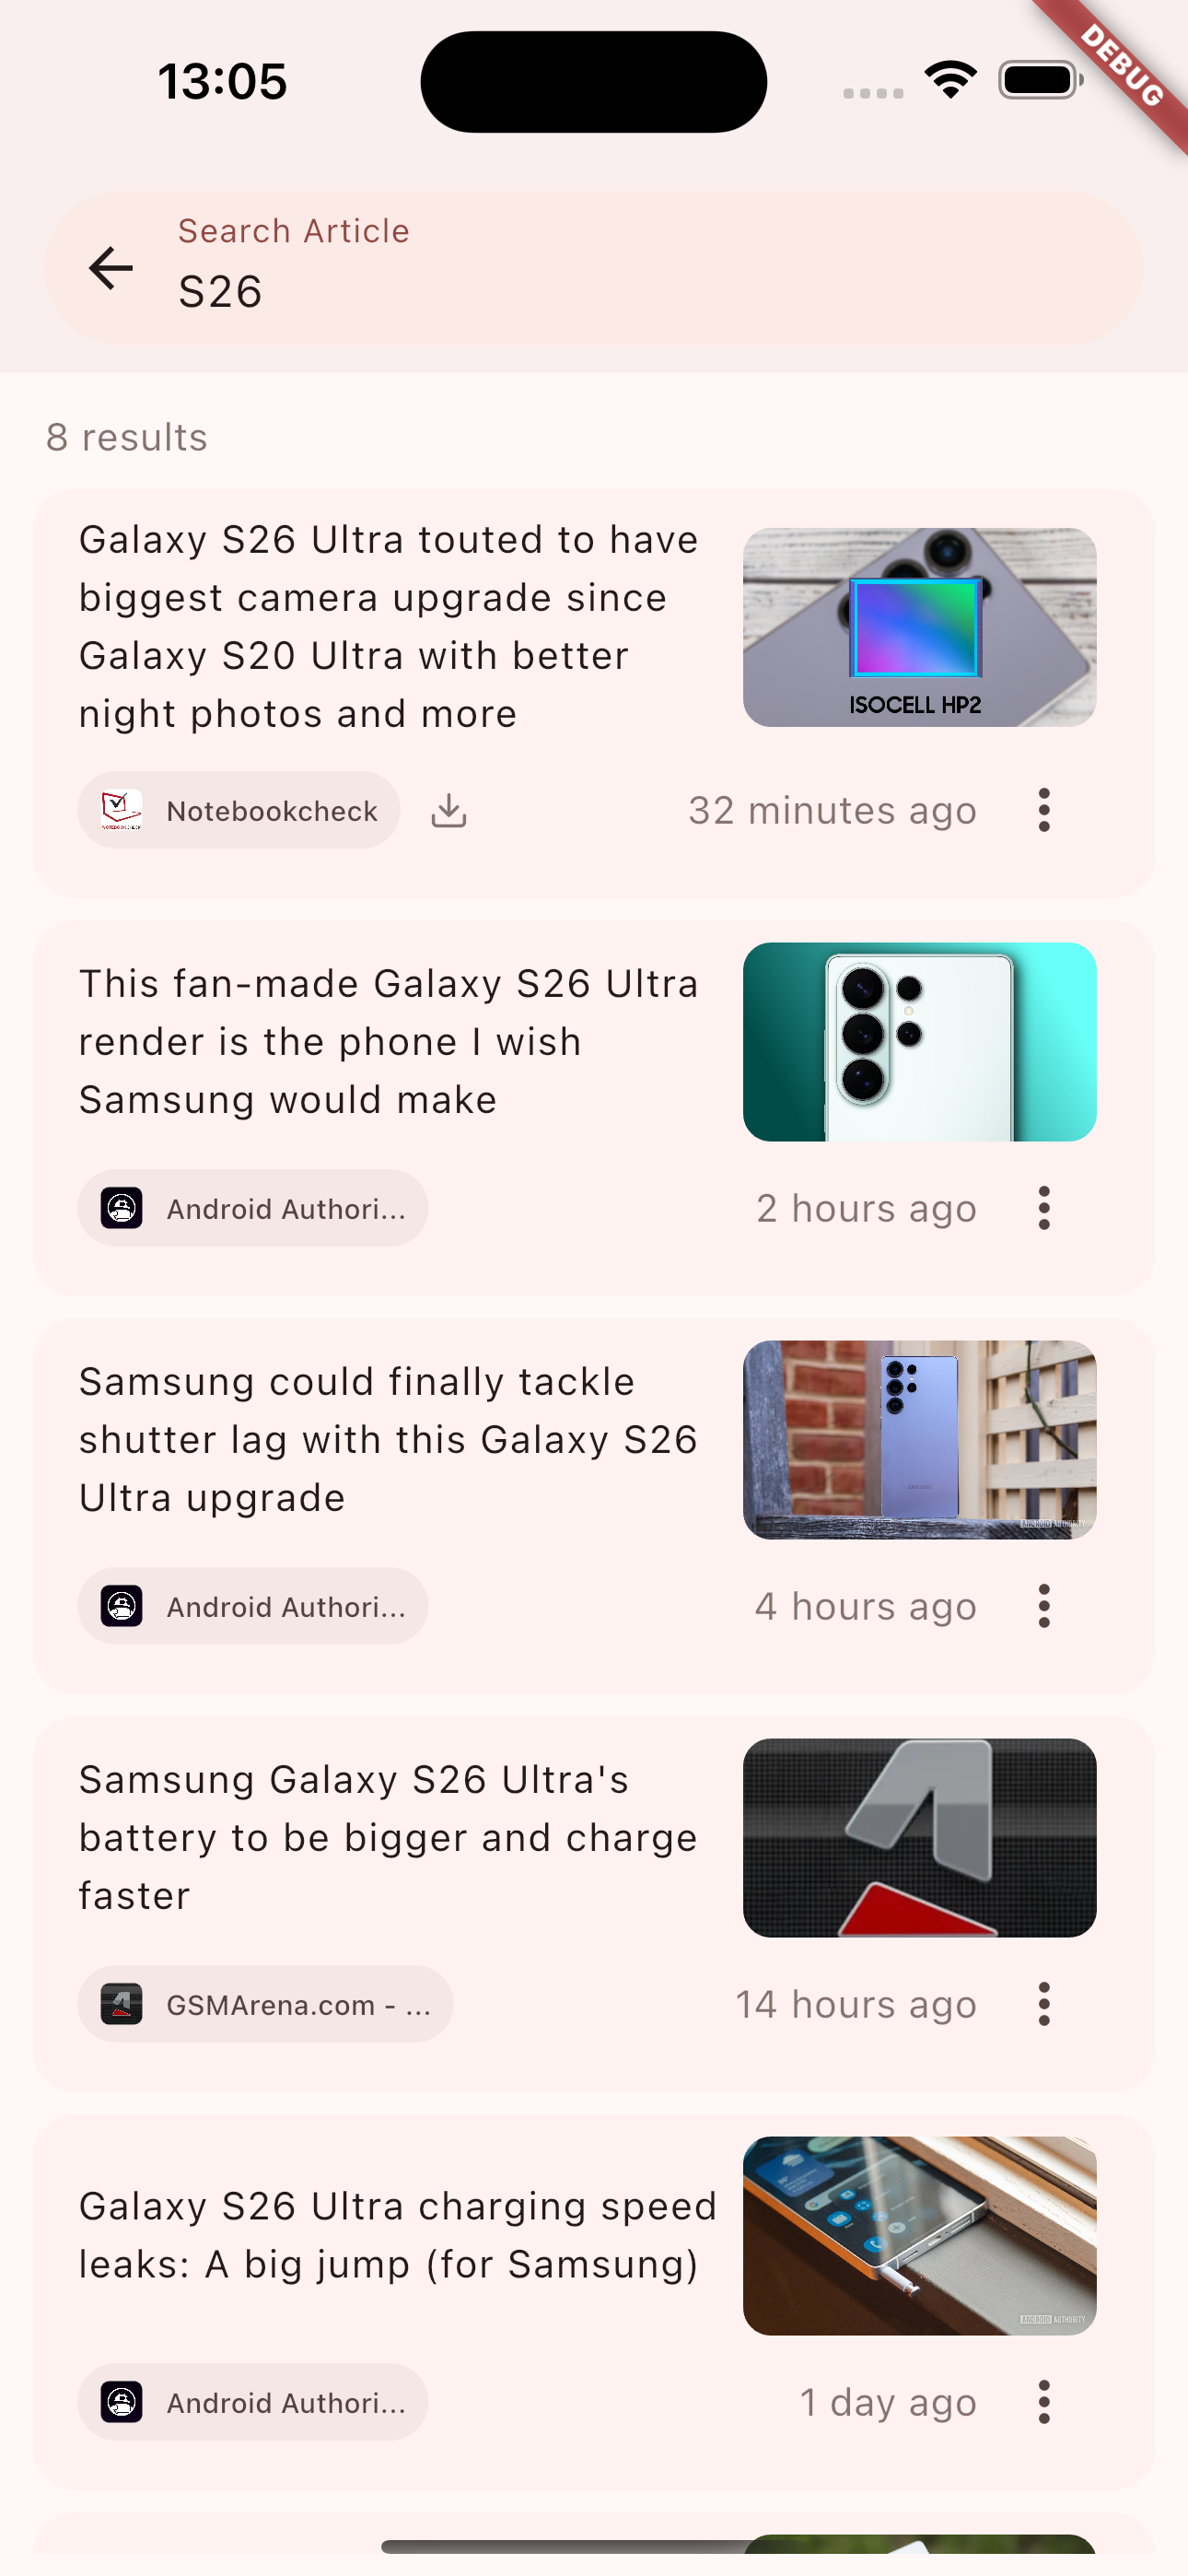 13:05
DEBUG
Search Article
S26
8 results
Galaxy S26 Ultra touted to have
biggest camera upgrade since
Galaxy S20 Ultra with better
night photos and more
ISOCELL HP2
Notebookcheck
32 minutes ago
This fan-made Galaxy S26 Ultra
render is the phone I wish
Samsung would make
Android Authori...
2 hours ago
Samsung could finally tackle
shutter lag with this Galaxy S26
Ultra upgrade
SAMSUNG
ANDROID AUTHORITY
Android Authori...
4 hours ago
Samsung Galaxy S26 Ultra's
battery to be bigger and charge
faster
GSMArena.com - ...
14 hours ago
Galaxy S26 Ultra charging speed
leaks: A big jump (for Samsung)
ANDROID AUTHORITY
Android Authori...
1 day ago